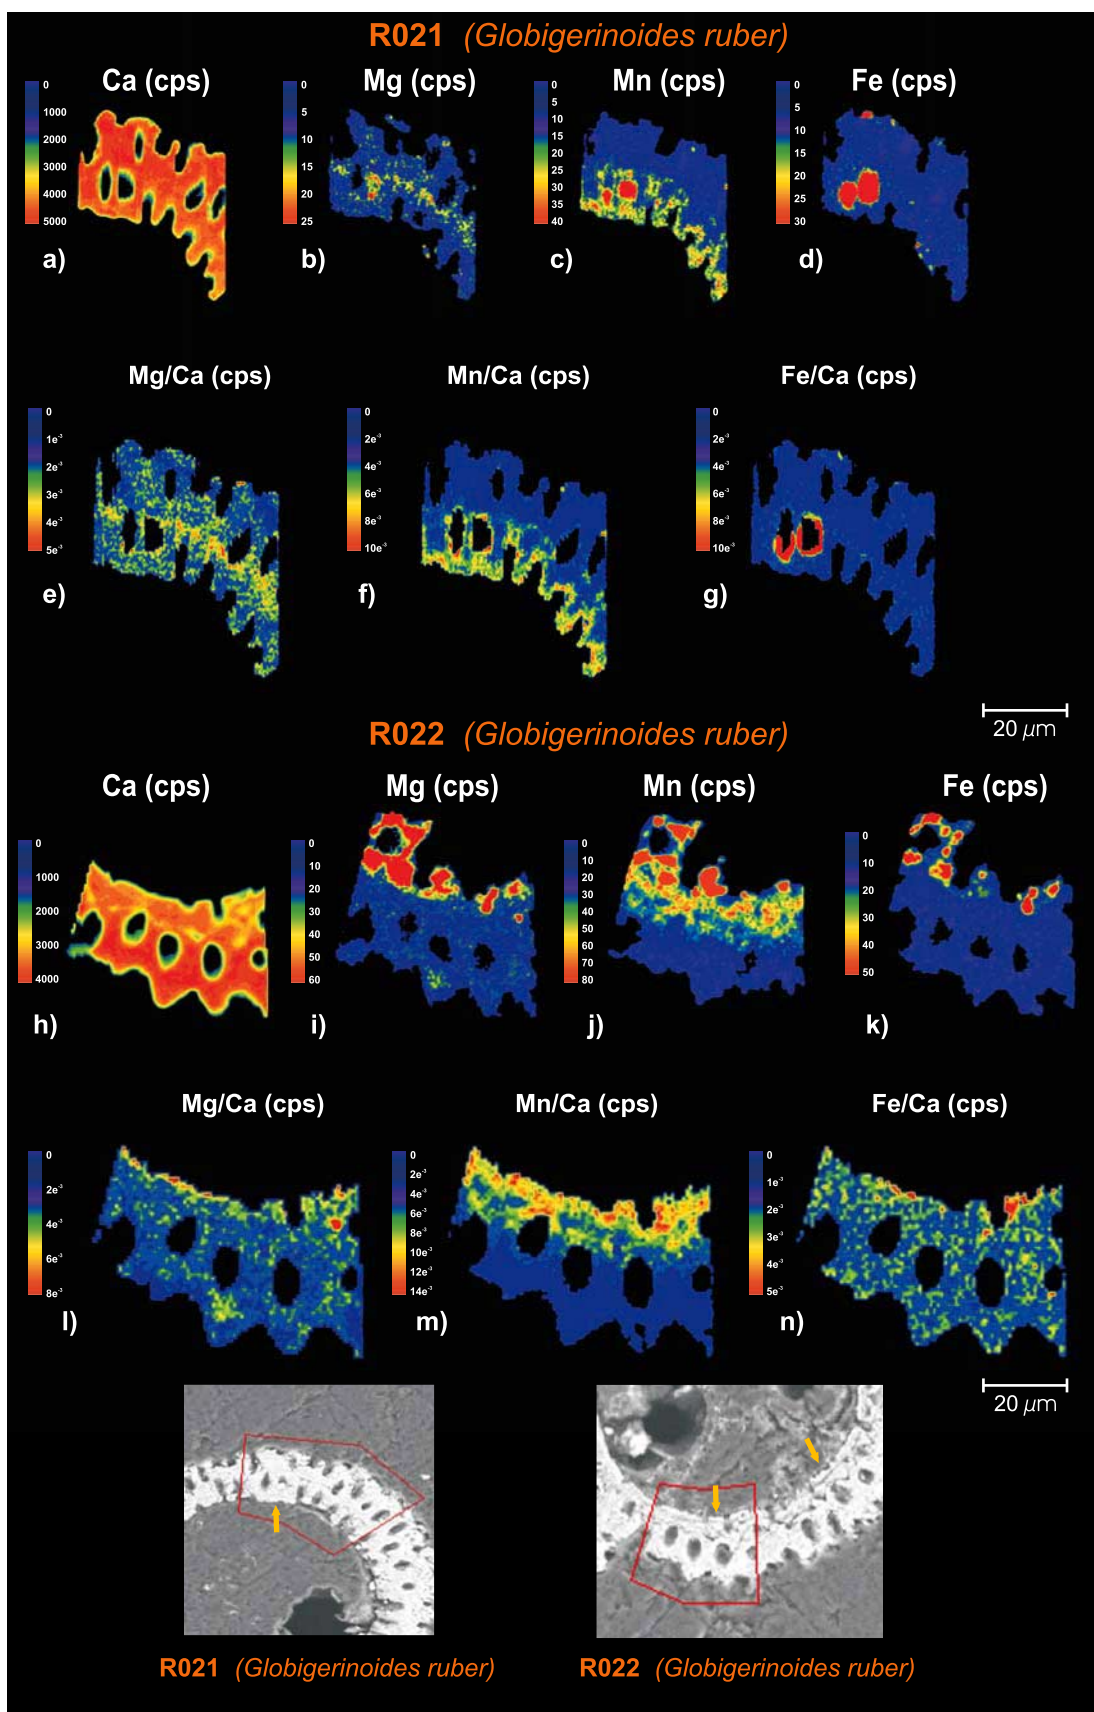 R021 (Globigerinoides ruber)
Ca (cps)
Mg (cps)
Mn (cps)
Fe (cps)
0
1000
2000
3000
4000
5000
0
5
10
15
20
25
0
5
10
15
20
25
30
35
40
0
5
10
15
20
25
30
a)
b)
c)
d)
Mg/Ca (cps)
Mn/Ca (cps)
Fe/Ca (cps)
0
1e-3
2e-3
3e-3
4e-3
5e-3
0
2e-3
4e-3
6e-3
8e-3
10e-3
0
2e-3
4e-3
6e-3
8e-3
10e-3
e)
f)
g)
20 µm
R022 (Globigerinoides ruber)
Ca (cps)
Mg (cps)
Mn (cps)
Fe (cps)
0
1000
2000
3000
4000
0
10
20
30
40
50
60
0
10
20
30
40
50
60
70
80
0
10
20
30
40
50
h)
i)
j)
k)
Mg/Ca (cps)
Mn/Ca (cps)
Fe/Ca (cps)
0
2e-3
4e-3
6e-3
8e-3
0
2e-3
4e-3
6e-3
8e-3
10e-3
12e-3
14e-3
0
1e-3
2e-3
3e-3
4e-3
5e-3
l)
m)
n)
20 µm
R021 (Globigerinoides ruber)
R022 (Globigerinoides ruber)